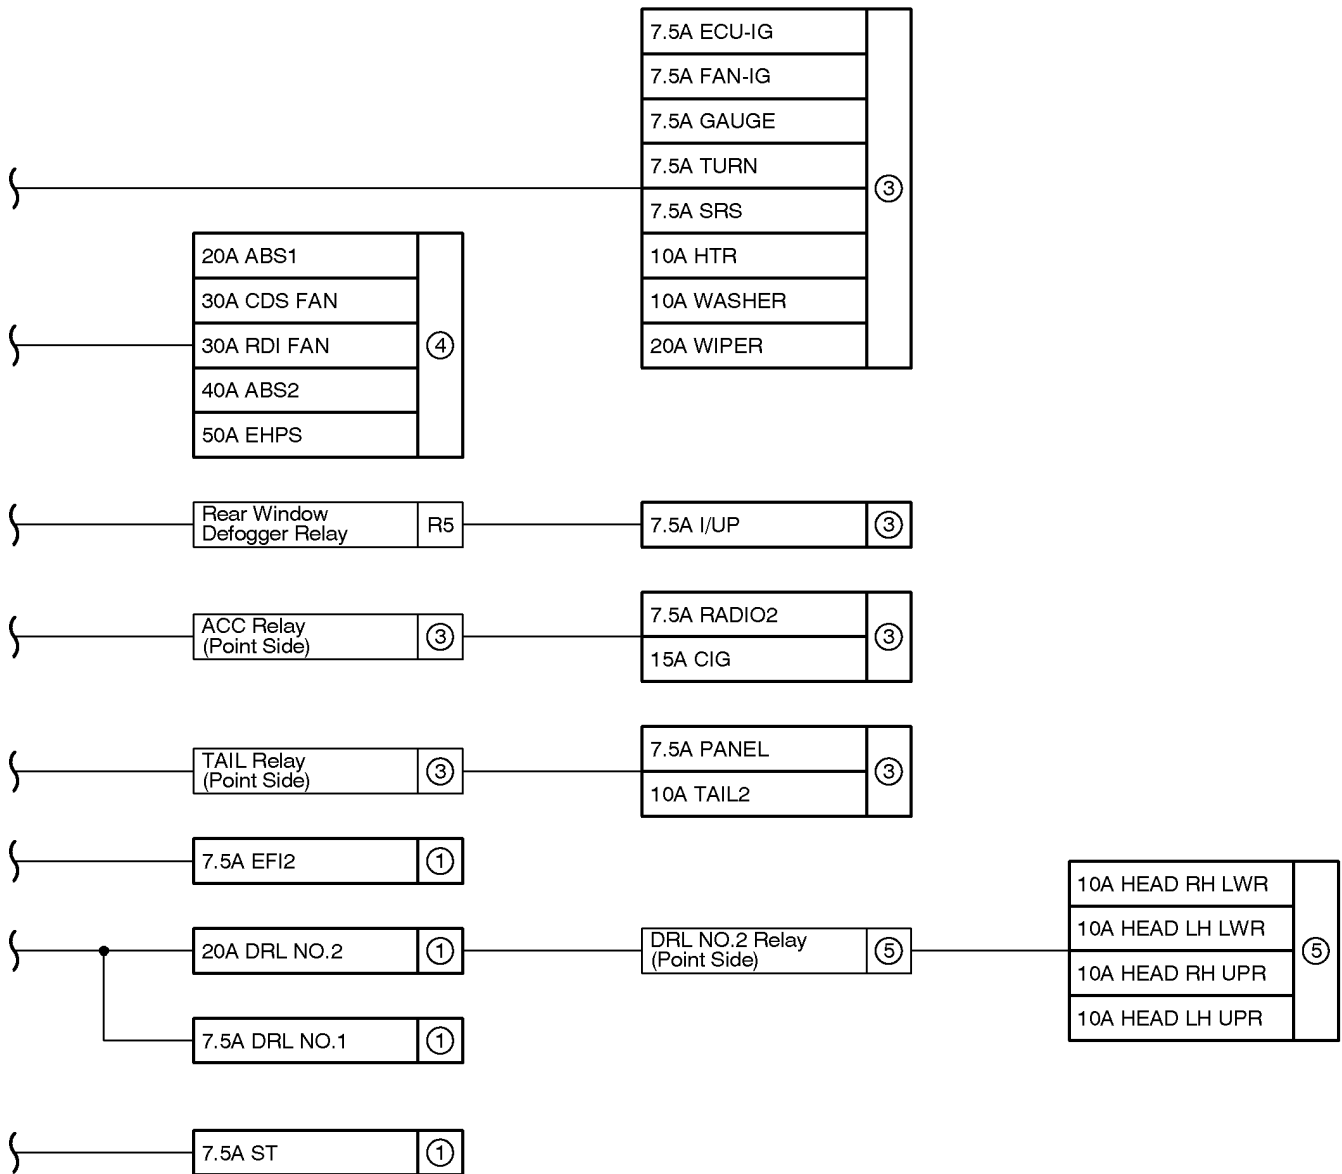 7.5A ECU-IG
7.5A FAN-IG
7.5A GAUGE
7.5A TURN
7.5A SRS
10A HTR
10A WASHER
20A WIPER
③
20A ABS1
30A CDS FAN
30A RDI FAN
40A ABS2
50A EHPS
④
Rear Window
Defogger Relay
R5
7.5A I/UP
③
ACC Relay
(Point Side)
③
7.5A RADIO2
15A CIG
③
TAIL Relay
(Point Side)
③
7.5A PANEL
10A TAIL2
③
7.5A EFI2
①
20A DRL NO.2
①
DRL NO.2 Relay
(Point Side)
⑤
10A HEAD RH LWR
10A HEAD LH LWR
10A HEAD RH UPR
10A HEAD LH UPR
⑤
7.5A DRL NO.1
①
7.5A ST
①